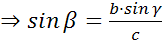 ⇒ sin β = (b·sin γ)/c